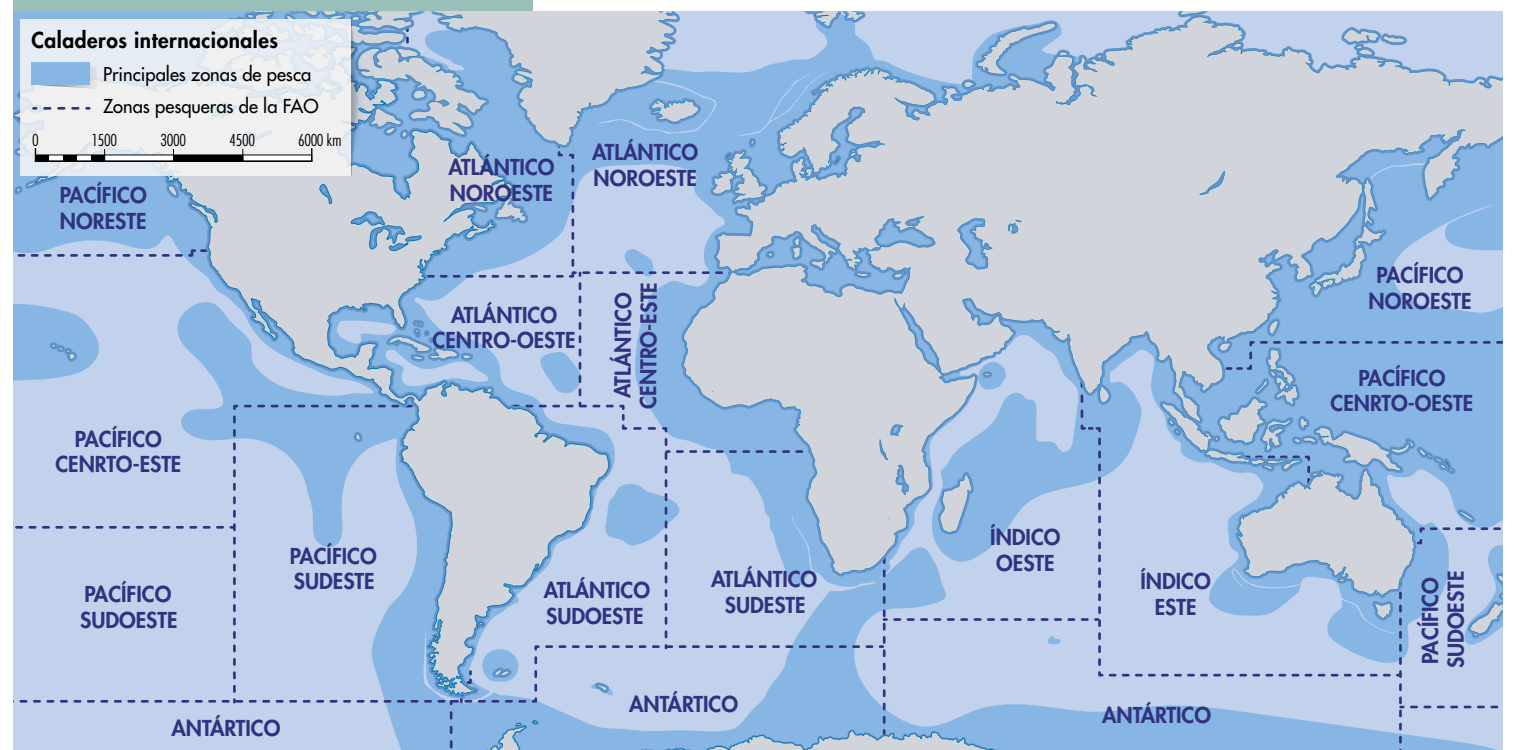 Caladeros internacionales
Principales zonas de pesca
Zonas pesqueras de la FAO
0 1500 3000 4500 6000 km
PACÍFICO
NORESTE
ATLÁNTICO
NOROESTE
ATLÁNTICO
NOROESTE
PACÍFICO
NOROESTE
ATLÁNTICO
CENTRO-OESTE
ATLÁNTICO
CENTRO-ESTE
PACÍFICO
CENRTO-OESTE
PACÍFICO
CENRTO-ESTE
PACÍFICO
SUDESTE
ÍNDICO
OESTE
PACÍFICO
SUDOESTE
ATLÁNTICO
SUDOESTE
ATLÁNTICO
SUDESTE
ÍNDICO
ESTE
PACÍFICO
SUDOESTE
ANTÁRTICO
ANTÁRTICO
ANTÁRTICO